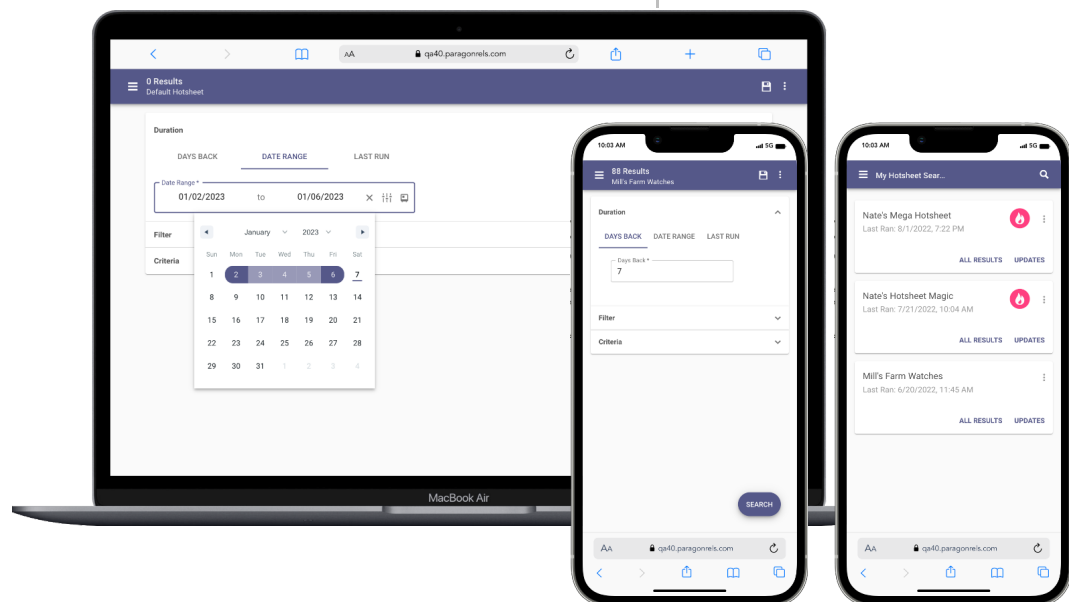 AA qa40.paragonrels.com
0 Results
Default Hotsheet
Duration
DAYS BACK DATE RANGE LAST RUN
Date Range *
01/02/2023 to 01/06/2023
Filter
Criteria
January 2023
Sun Mon Tue Wed Thu Fri Sat
1 2 3 4 5 6 7
8 9 10 11 12 13 14
15 16 17 18 19 20 21
22 23 24 25 26 27 28
29 30 31 1 2 3 4
MacBook Air
10:03 AM 5G
88 Results
Mill's Farm Watches
Duration
DAYS BACK DATE RANGE LAST RUN
Days Back *
7
Filter
Criteria
SEARCH
AA qa40.paragonrels.com
10:03 AM 5G
My Hotsheet Sear...
Nate's Mega Hotsheet
Last Ran: 8/1/2022, 7:22 PM
ALL RESULTS UPDATES
Nate's Hotsheet Magic
Last Ran: 7/21/2022, 10:04 AM
ALL RESULTS UPDATES
Mill's Farm Watches
Last Ran: 6/20/2022, 11:45 AM
ALL RESULTS UPDATES
AA qa40.paragonrels.com